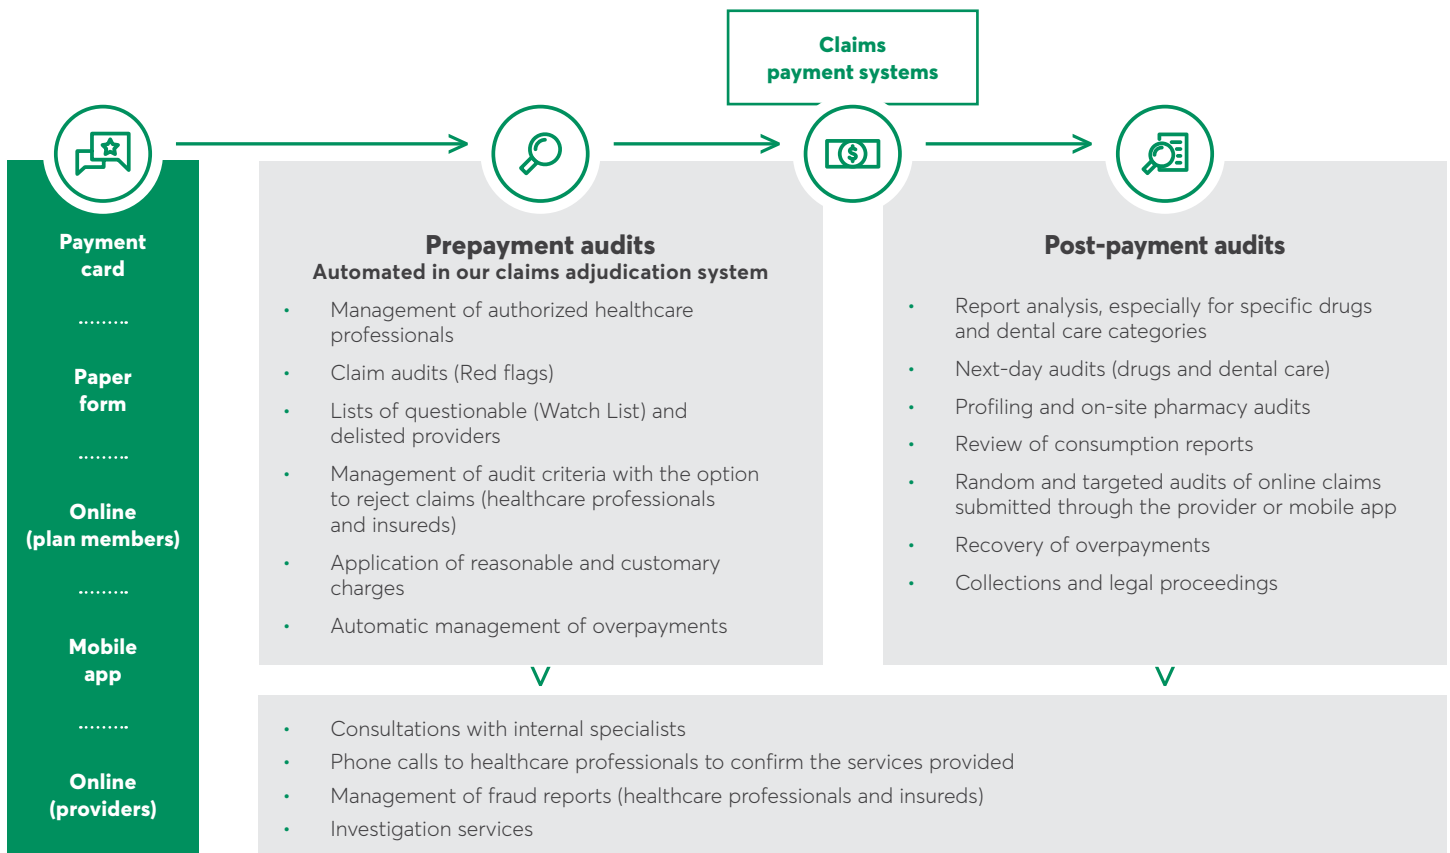 Claims
payment systems
Payment
card
.........
Paper
form
.........
Online
(plan members)
.........
Mobile
app
.........
Online
(providers)
Prepayment audits
Automated in our claims adjudication system
• Management of authorized healthcare
professionals
• Claim audits (Red flags)
• Lists of questionable (Watch List) and
delisted providers
• Management of audit criteria with the option
to reject claims (healthcare professionals
and insureds)
• Application of reasonable and customary
charges
• Automatic management of overpayments
Post-payment audits
• Report analysis, especially for specific drugs
and dental care categories
• Next-day audits (drugs and dental care)
• Profiling and on-site pharmacy audits
• Review of consumption reports
• Random and targeted audits of online claims
submitted through the provider or mobile app
• Recovery of overpayments
• Collections and legal proceedings
• Consultations with internal specialists
• Phone calls to healthcare professionals to confirm the services provided
• Management of fraud reports (healthcare professionals and insureds)
• Investigation services